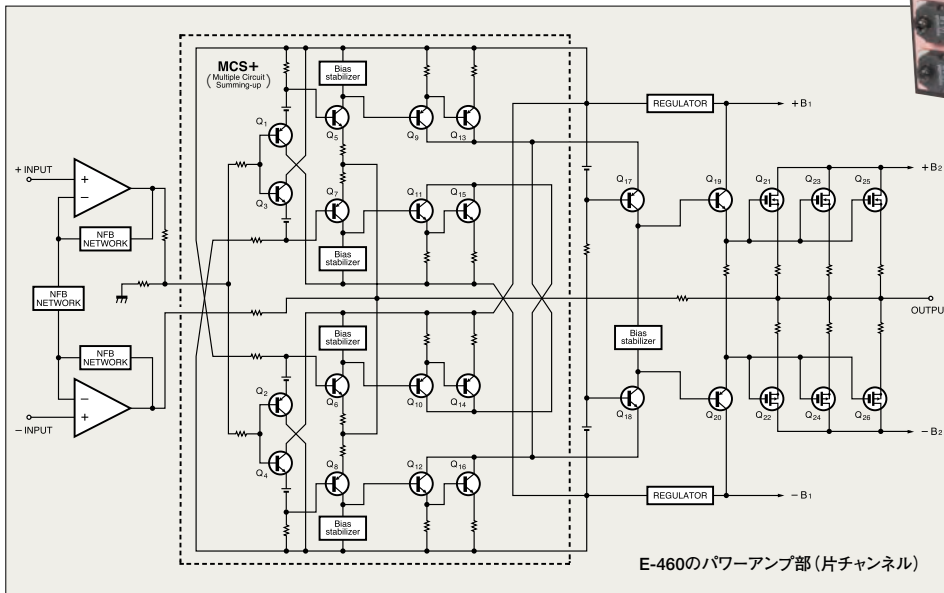 MCS+
(Multiple Circuit
Summing-up)
Bias
stabilizer
Q1
Q5
Q9
Q13
Q3
Q7
Q11
Q15
Bias
stabilizer
+ INPUT
+
−
NFB
NETWORK
NFB
NETWORK
NFB
NETWORK
−
+
− INPUT
Bias
stabilizer
Q2
Q6
Q10
Q14
Q4
Q8
Q12
Q16
Bias
stabilizer
REGULATOR
+B1
+B2
Q17
Q19
Q21
Q23
Q25
OUTPU
Bias
stabilizer
Q18
Q20
Q22
Q24
Q26
−B2
REGULATOR
−B1
E-460のパワーアンプ部(片チャンネル)